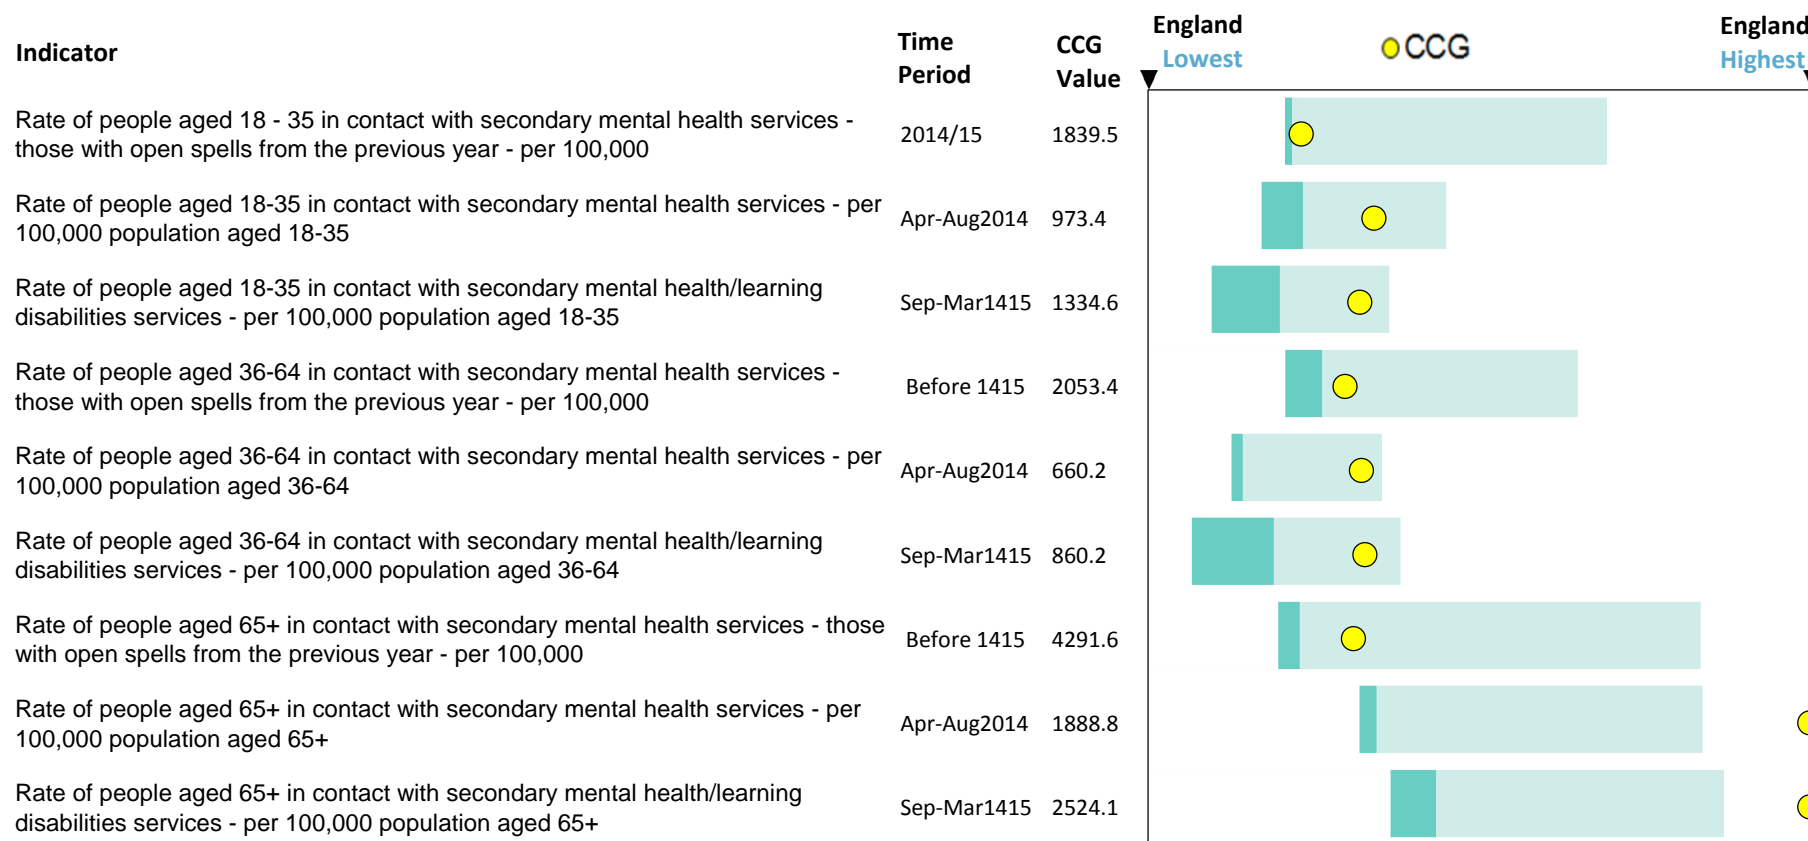 Indicator
Time
Period
CCG
Value
England
Lowest
CCG
England
Highest
Rate of people aged 18 - 35 in contact with secondary mental health services -
those with open spells from the previous year - per 100,000
2014/15
1839.5
Rate of people aged 18-35 in contact with secondary mental health services - per
100,000 population aged 18-35
Apr-Aug2014
973.4
Rate of people aged 18-35 in contact with secondary mental health/learning
disabilities services - per 100,000 population aged 18-35
Sep-Mar1415
1334.6
Rate of people aged 36-64 in contact with secondary mental health services -
those with open spells from the previous year - per 100,000
Before 1415
2053.4
Rate of people aged 36-64 in contact with secondary mental health services - per
100,000 population aged 36-64
Apr-Aug2014
660.2
Rate of people aged 36-64 in contact with secondary mental health/learning
disabilities services - per 100,000 population aged 36-64
Sep-Mar1415
860.2
Rate of people aged 65+ in contact with secondary mental health services - those
with open spells from the previous year - per 100,000
Before 1415
4291.6
Rate of people aged 65+ in contact with secondary mental health services - per
100,000 population aged 65+
Apr-Aug2014
1888.8
Rate of people aged 65+ in contact with secondary mental health/learning
disabilities services - per 100,000 population aged 65+
Sep-Mar1415
2524.1